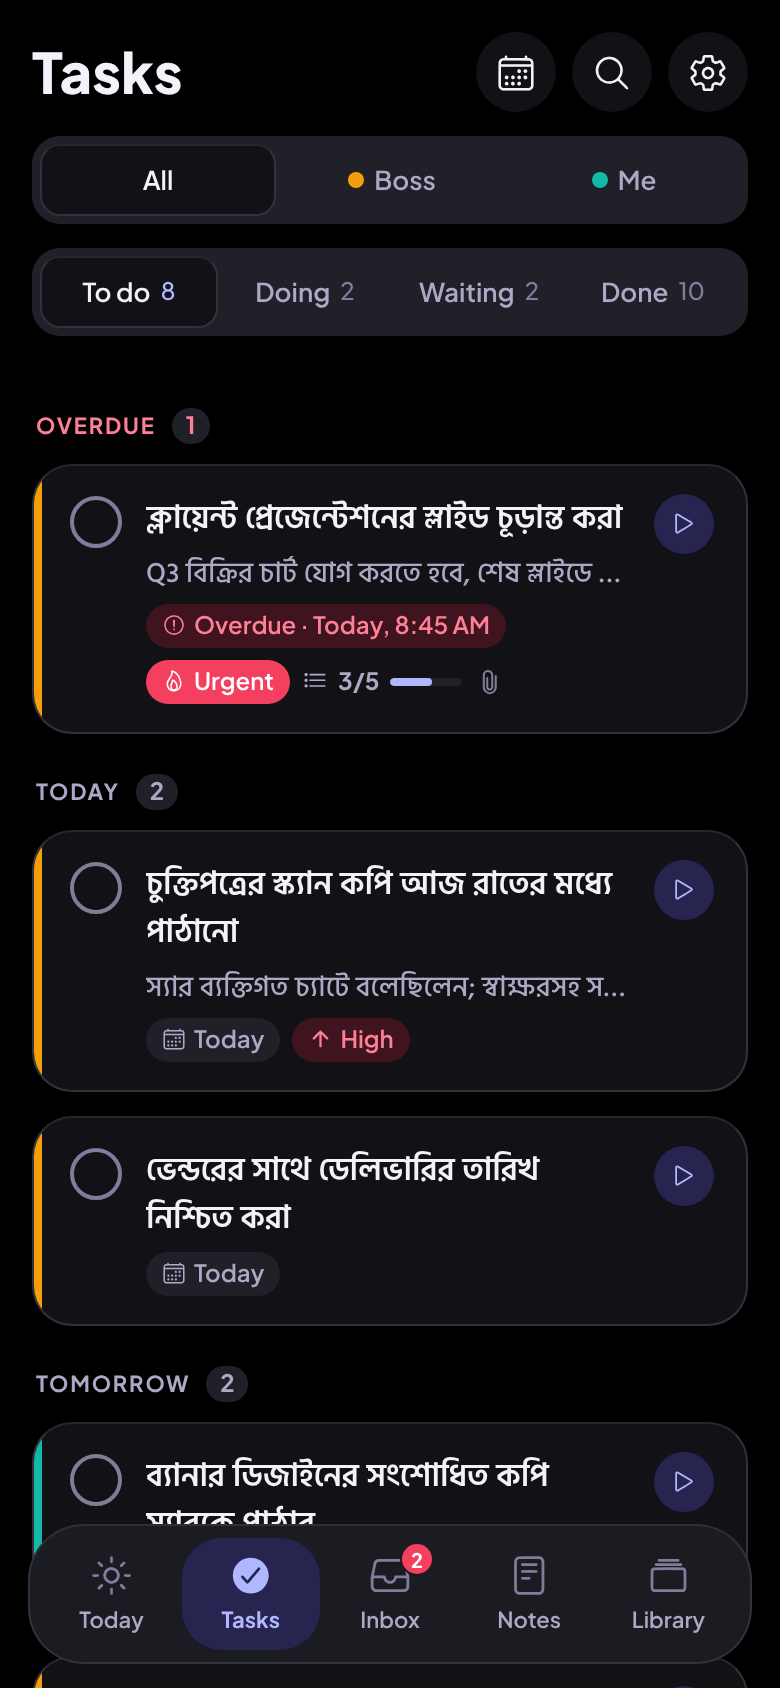 Tasks
All
Boss
Me
To do 8
Doing 2
Waiting 2
Done 10
OVERDUE 1
ক্লায়েন্ট প্রেজেন্টেশনের স্লাইড চূড়ান্ত করা
Q3 বিক্রির চার্ট যোগ করতে হবে, শেষ স্লাইডে ...
Overdue · Today, 8:45 AM
Urgent
3/5
TODAY 2
চুক্তিপত্রের স্ক্যান কপি আজ রাতের মধ্যে
পাঠানো
স্যার ব্যক্তিগত চ্যাটে বলেছিলেন; স্বাক্ষরসহ স...
Today
High
ভেন্ডরের সাথে ডেলিভারির তারিখ
নিশ্চিত করা
Today
TOMORROW 2
ব্যানার ডিজাইনের সংশোধিত কপি
Today
Tasks
Inbox
2
Notes
Library